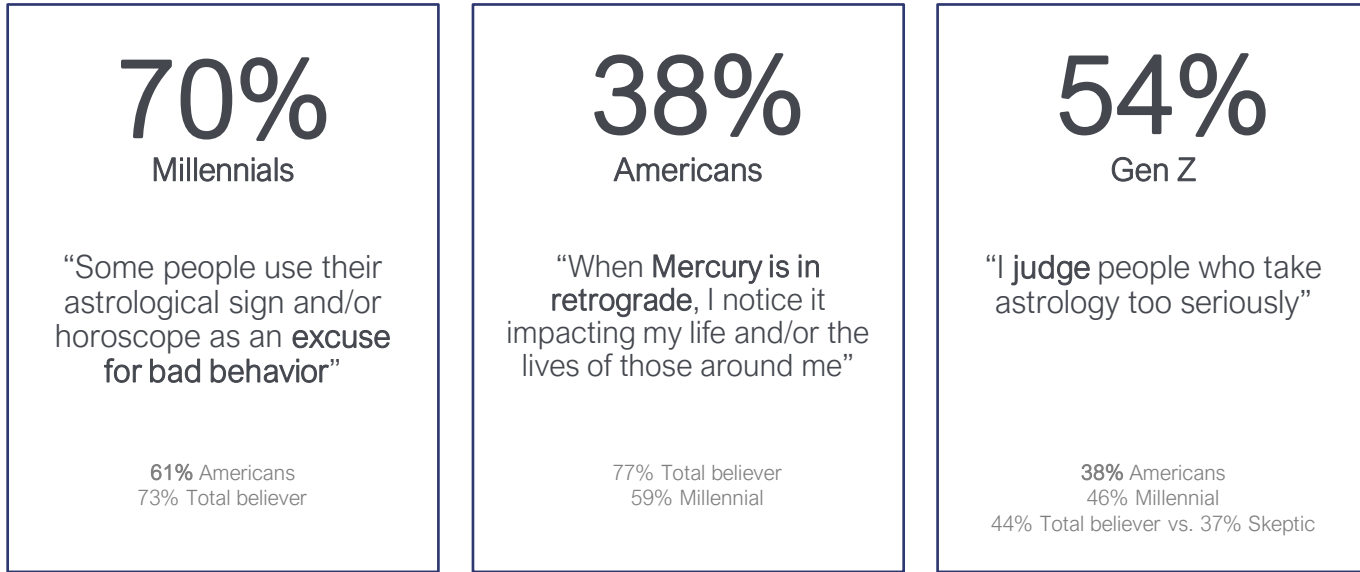 70%
Millennials
“Some people use their
astrological sign and/or
horoscope as an excuse
for bad behavior”
61% Americans
73% Total believer
38%
Americans
“When Mercury is in
retrograde, I notice it
impacting my life and/or the
lives of those around me”
77% Total believer
59% Millennial
54%
Gen Z
“I judge people who take
astrology too seriously”
38% Americans
46% Millennial
44% Total believer vs. 37% Skeptic